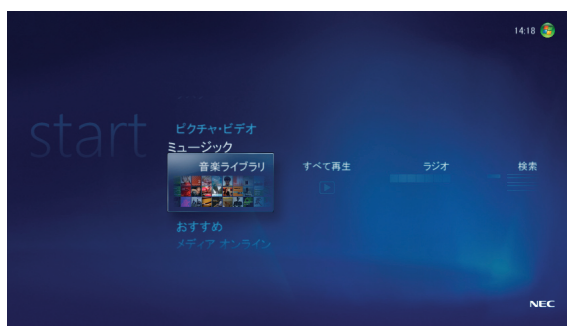 14:18
start
ピクチャ・ビデオ
ミュージック
音楽ライブラリ すべて再生 ラジオ 検索
おすすめ
メディア オンライン
NEC